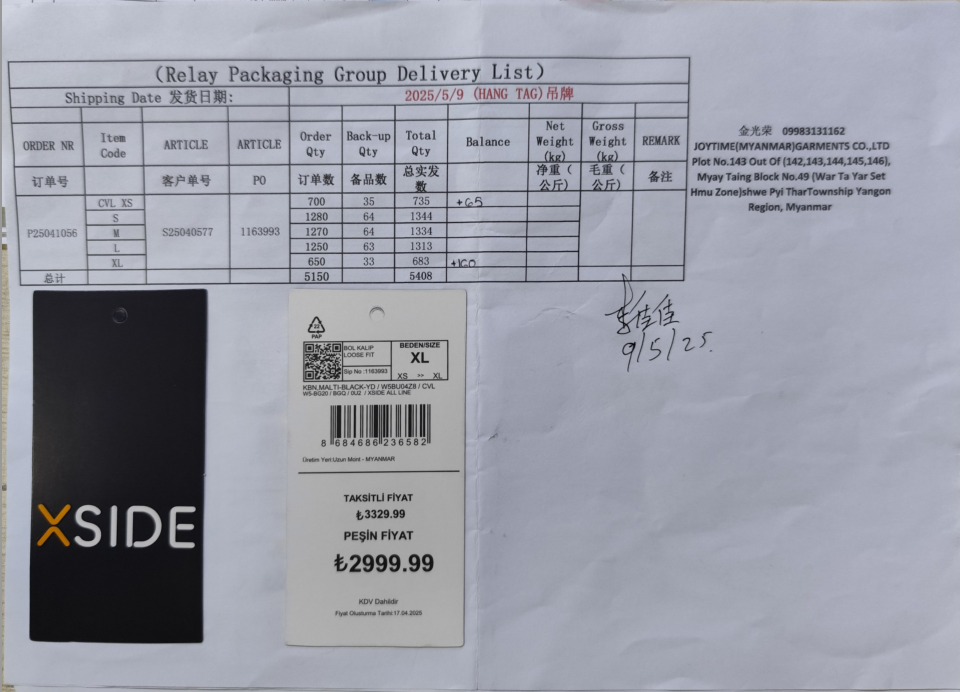 (Relay Packaging Group Delivery List)
Shipping Date 发货日期: 2025/5/9 (HANG TAG)吊牌
ORDER NR Item Code ARTICLE ARTICLE Order Qty Back-up Qty Total Qty Balance Net Weight (kg) Gross Weight (kg) REMARK
订单号 客户单号 PO 订单数 备品数 总实发数 净重(公斤) 毛重(公斤) 备注
P25041056 S25040577 1163993
CVL XS 700 35 735 +65
S 1280 64 1344
M 1270 64 1334
L 1250 63 1313
XL 650 33 683 +160
总计 5150 5408
金光荣 09983131162
JOYTIME(MYANMAR)GARMENTS CO.,LTD
Plot No.143 Out Of (142,143,144,145,146),
Myay Taing Block No.49 (War Ta Yar Set
Hmu Zone)shwe Pyi TharTownship Yangon
Region, Myanmar
李佳佳
9/5/25.
XSIDE
22
PAP
BOL KALIP
LOOSE FIT
Sip No :1163993
BEDEN/SIZE
XL
XS >> XL
KBN,MALTI-BLACK-YD / W5BU04Z8 / CVL
W5-BG20 / BGQ / 0U2 / XSIDE ALL LINE
8 684686 236582
Üretim Yeri:Uzun Mont - MYANMAR
TAKSİTLİ FİYAT
₺3329.99
PEŞİN FİYAT
₺2999.99
KDV Dahildir
Fiyat Olusturma Tarihi:17.04.2025